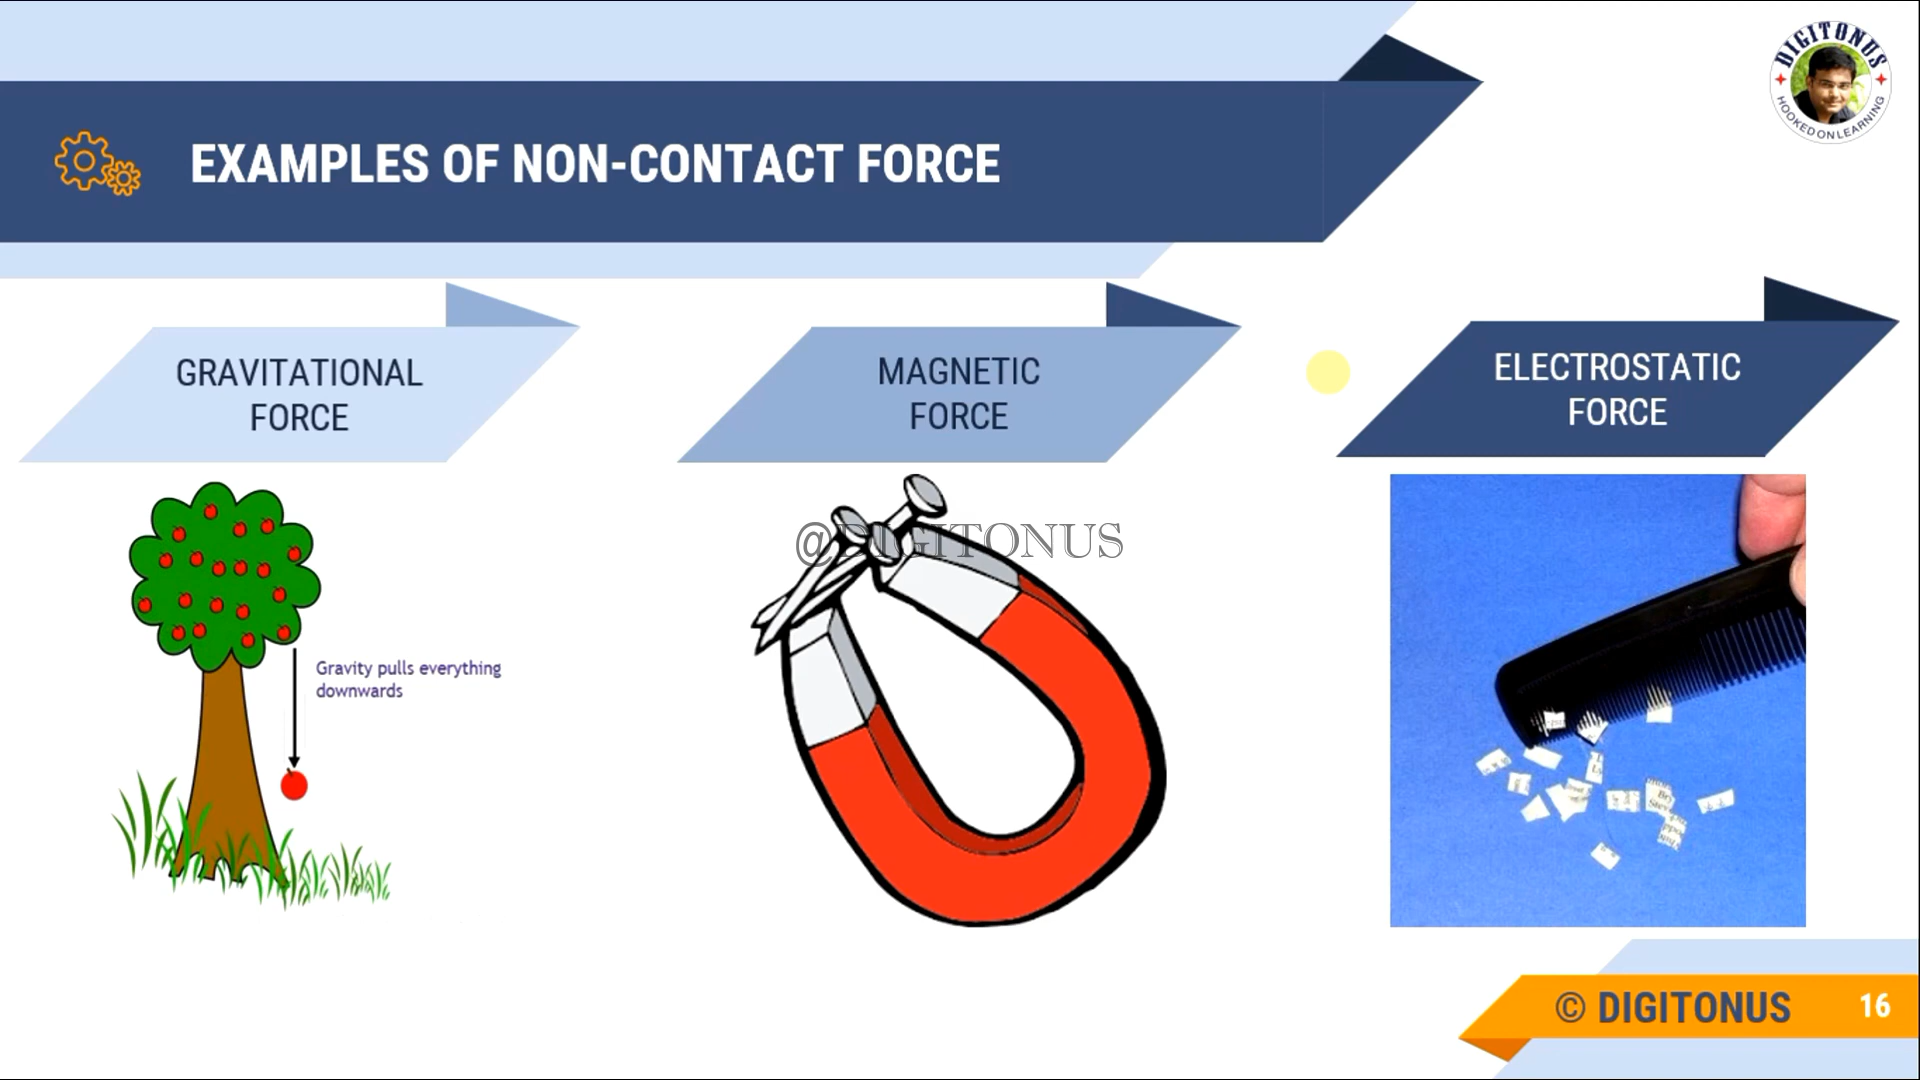 DIGITONUS
HOOKED ON LEARNING
EXAMPLES OF NON-CONTACT FORCE
GRAVITATIONAL
FORCE
MAGNETIC
FORCE
ELECTROSTATIC
FORCE
@DIGITONUS
Gravity pulls everything
downwards
© DIGITONUS
16